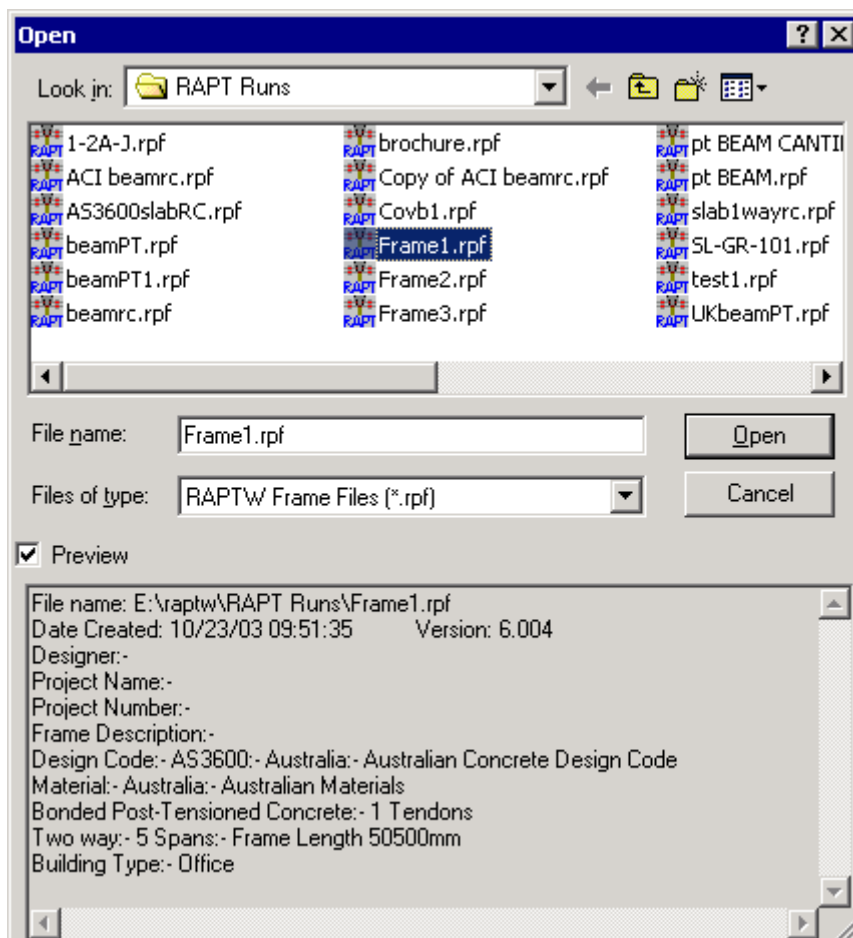 Open
Look in: RAPT Runs
1-2A-J.rpf
ACI beamrc.rpf
AS3600slabRC.rpf
beamPT.rpf
beamPT1.rpf
beamrc.rpf
brochure.rpf
Copy of ACI beamrc.rpf
Covb1.rpf
Frame1.rpf
Frame2.rpf
Frame3.rpf
pt BEAM CANTI
pt BEAM.rpf
slab1wayrc.rpf
SL-GR-101.rpf
test1.rpf
UKbeamPT.rpf
File name: Frame1.rpf Open
Files of type: RAPTW Frame Files (*.rpf) Cancel
Preview
File name: E:\raptw\RAPT Runs\Frame1.rpf
Date Created: 10/23/03 09:51:35 Version: 6.004
Designer:-
Project Name:-
Project Number:-
Frame Description:-
Design Code:- AS3600:- Australia:- Australian Concrete Design Code
Material:- Australia:- Australian Materials
Bonded Post-Tensioned Concrete:- 1 Tendons
Two way:- 5 Spans:- Frame Length 50500mm
Building Type:- Office